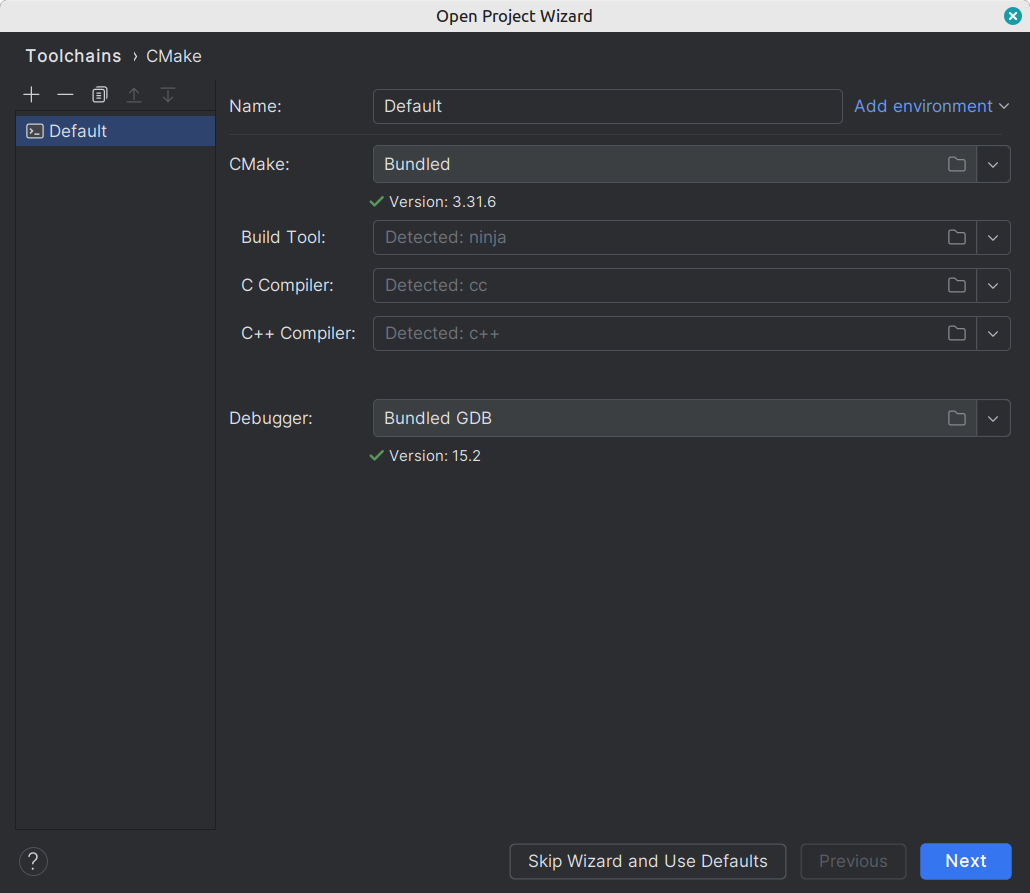 Open Project Wizard
Toolchains › CMake
Default
Name: Default Add environment
CMake: Bundled
Version: 3.31.6
Build Tool: Detected: ninja
C Compiler: Detected: cc
C++ Compiler: Detected: c++
Debugger: Bundled GDB
Version: 15.2
? Skip Wizard and Use Defaults Previous Next